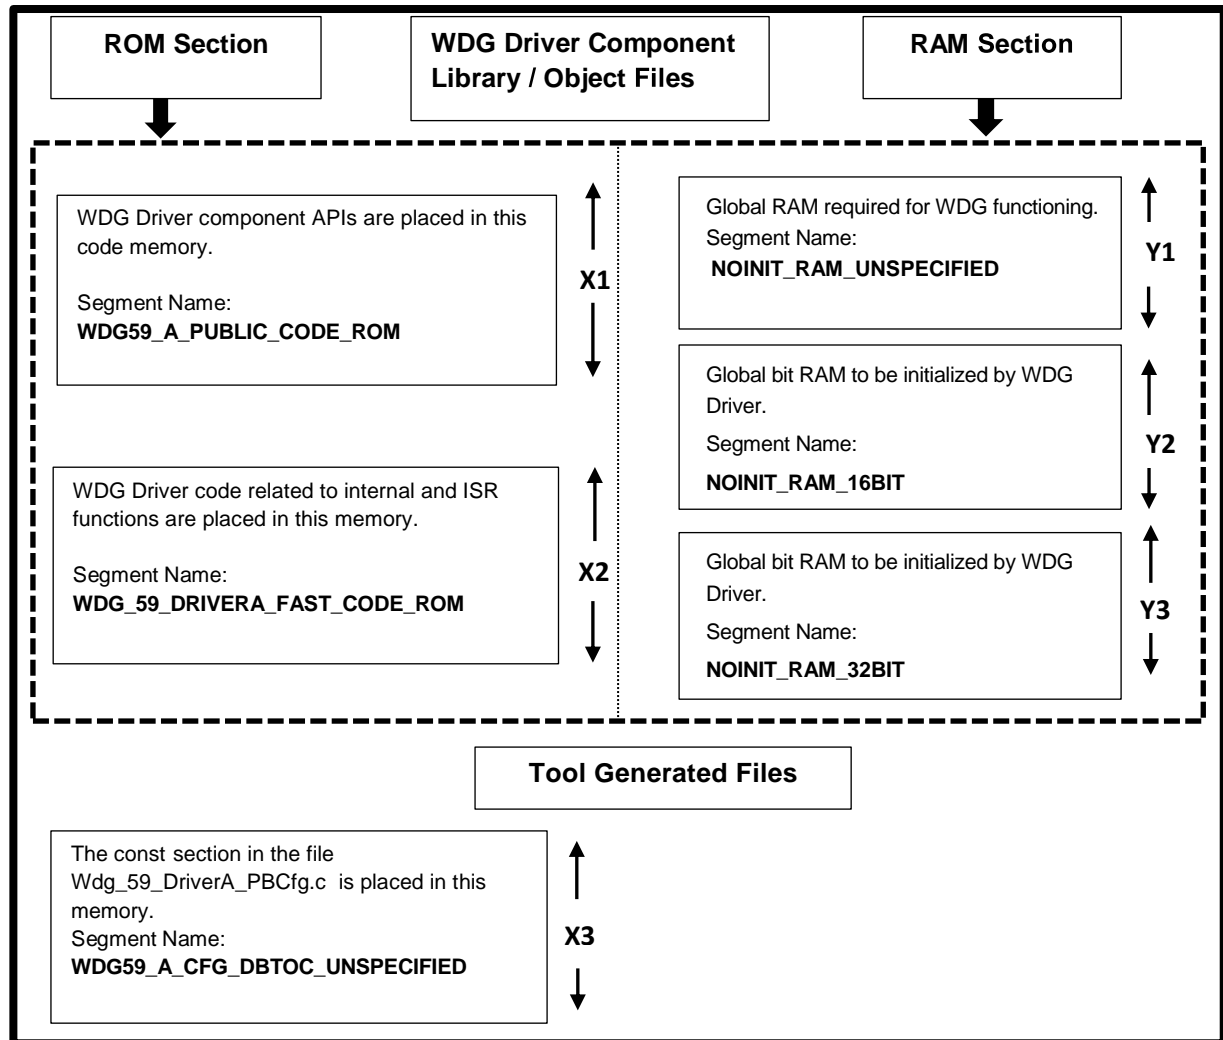 ROM Section
WDG Driver Component
Library / Object Files
RAM Section
WDG Driver component APIs are placed in this
code memory.
Segment Name:
WDG59_A_PUBLIC_CODE_ROM
X1
WDG Driver code related to internal and ISR
functions are placed in this memory.
Segment Name:
WDG_59_DRIVERA_FAST_CODE_ROM
X2
Global RAM required for WDG functioning.
Segment Name:
NOINIT_RAM_UNSPECIFIED
Y1
Global bit RAM to be initialized by WDG
Driver.
Segment Name:
NOINIT_RAM_16BIT
Y2
Global bit RAM to be initialized by WDG
Driver.
Segment Name:
NOINIT_RAM_32BIT
Y3
Tool Generated Files
The const section in the file
Wdg_59_DriverA_PBCfg.c is placed in this
memory.
Segment Name:
WDG59_A_CFG_DBTOC_UNSPECIFIED
X3